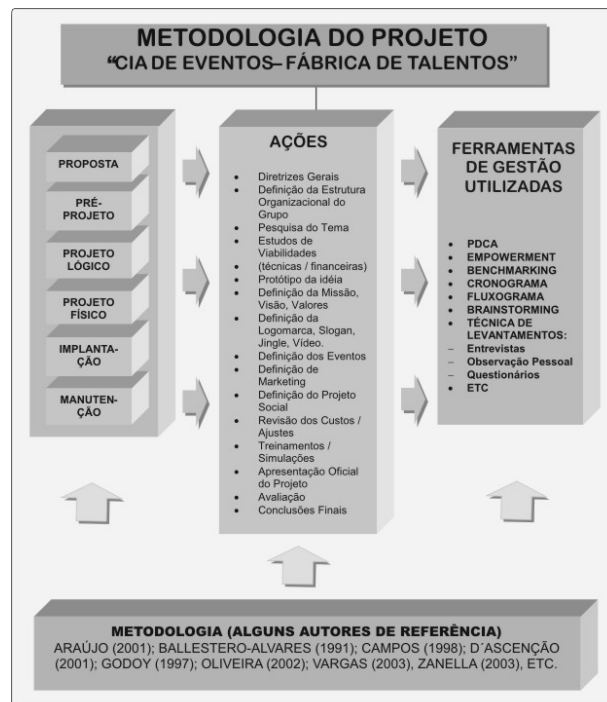 METODOLOGIA DO PROJETO
“CIA DE EVENTOS– FÁBRICA DE TALENTOS”
PROPOSTA
PRÉ-
PROJETO
PROJETO
LÓGICO
PROJETO
FÍSICO
IMPLANTA-
ÇÃO
MANUTEN-
ÇÃO
AÇÕES
• Diretrizes Gerais
• Definição da Estrutura
Organizacional do
Grupo
• Pesquisa do Tema
• Estudos de
Viabilidades
• (técnicas / financeiras)
• Protótipo da idéia
• Definição da Missão,
Visão, Valores
• Definição da
Logomarca, Slogan,
Jingle, Vídeo.
• Definição dos Eventos
• Definição de
Marketing
• Definição do Projeto
Social
• Revisão dos Custos /
Ajustes
• Treinamentos /
Simulações
• Apresentação Oficial
do Projeto
• Avaliação
• Conclusões Finais
FERRAMENTAS
DE GESTÃO
UTILIZADAS
• PDCA
• EMPOWERMENT
• BENCHMARKING
• CRONOGRAMA
• FLUXOGRAMA
• BRAINSTORMING
• TÉCNICA DE
LEVANTAMENTOS:
– Entrevistas
– Observação Pessoal
– Questionários
• ETC
METODOLOGIA (ALGUNS AUTORES DE REFERÊNCIA)
ARAÚJO (2001); BALLESTERO-ALVARES (1991); CAMPOS (1998); D´ASCENÇÃO
(2001); GODOY (1997); OLIVEIRA (2002); VARGAS (2003), ZANELLA (2003), ETC.